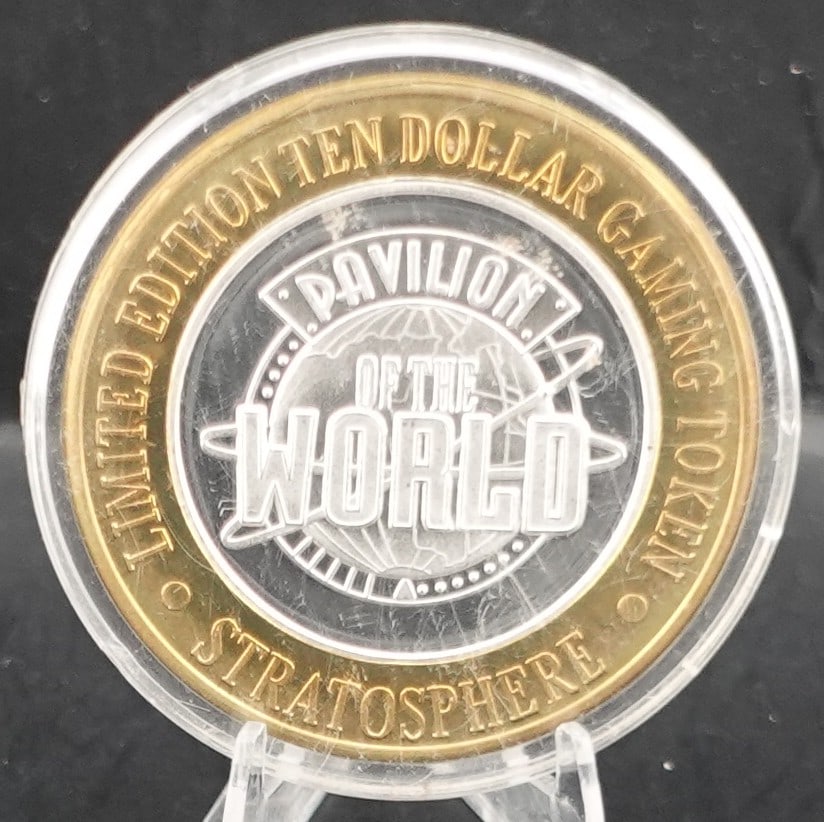 LIMITED EDITION TEN DOLLAR GAMING TOKEN
PAVILION
OF THE
WORLD
STRATOSPHERE